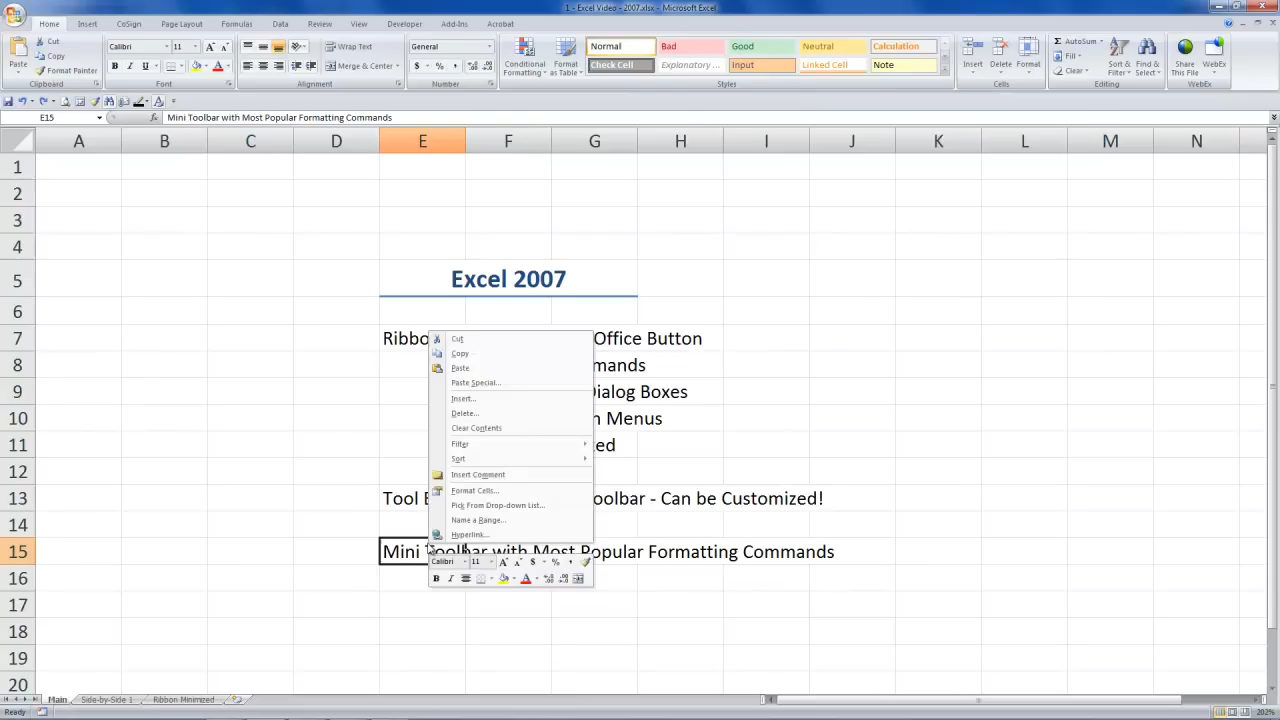 1 - Excel Video - 2007.xlsx - Microsoft Excel
Home Insert CoSign Page Layout Formulas Data Review View Developer Add-Ins Acrobat
Paste Cut Copy Format Painter Clipboard
Calibri 11 B I U Font
Wrap Text Merge & Center Alignment
General $ % , Number
Conditional Formatting Format as Table
Normal Bad Good Neutral Calculation
Check Cell Explanatory ... Input Linked Cell Note
Styles
Insert Delete Format Cells
AutoSum Fill Clear Sort & Filter Find & Select Editing
Share This File WebEx WebEx
E15 fx Mini Toolbar with Most Popular Formatting Commands
A B C D E F G H I J K L M N
1
2
3
4
5 Excel 2007
6
7 Ribbo Office Button
8 mands
9 Dialog Boxes
10 n Menus
11 ed
12
13 Tool B oolbar - Can be Customized!
14
15 Mini Toolbar with Most Popular Formatting Commands
16
17
18
19
20
Cut
Copy
Paste
Paste Special...
Insert...
Delete...
Clear Contents
Filter
Sort
Insert Comment
Format Cells...
Pick From Drop-down List...
Name a Range...
Hyperlink...
Calibri 11 A A $ % ,
B I A
Main Side-by-Side 1 Ribbon Minimized
Ready 202%